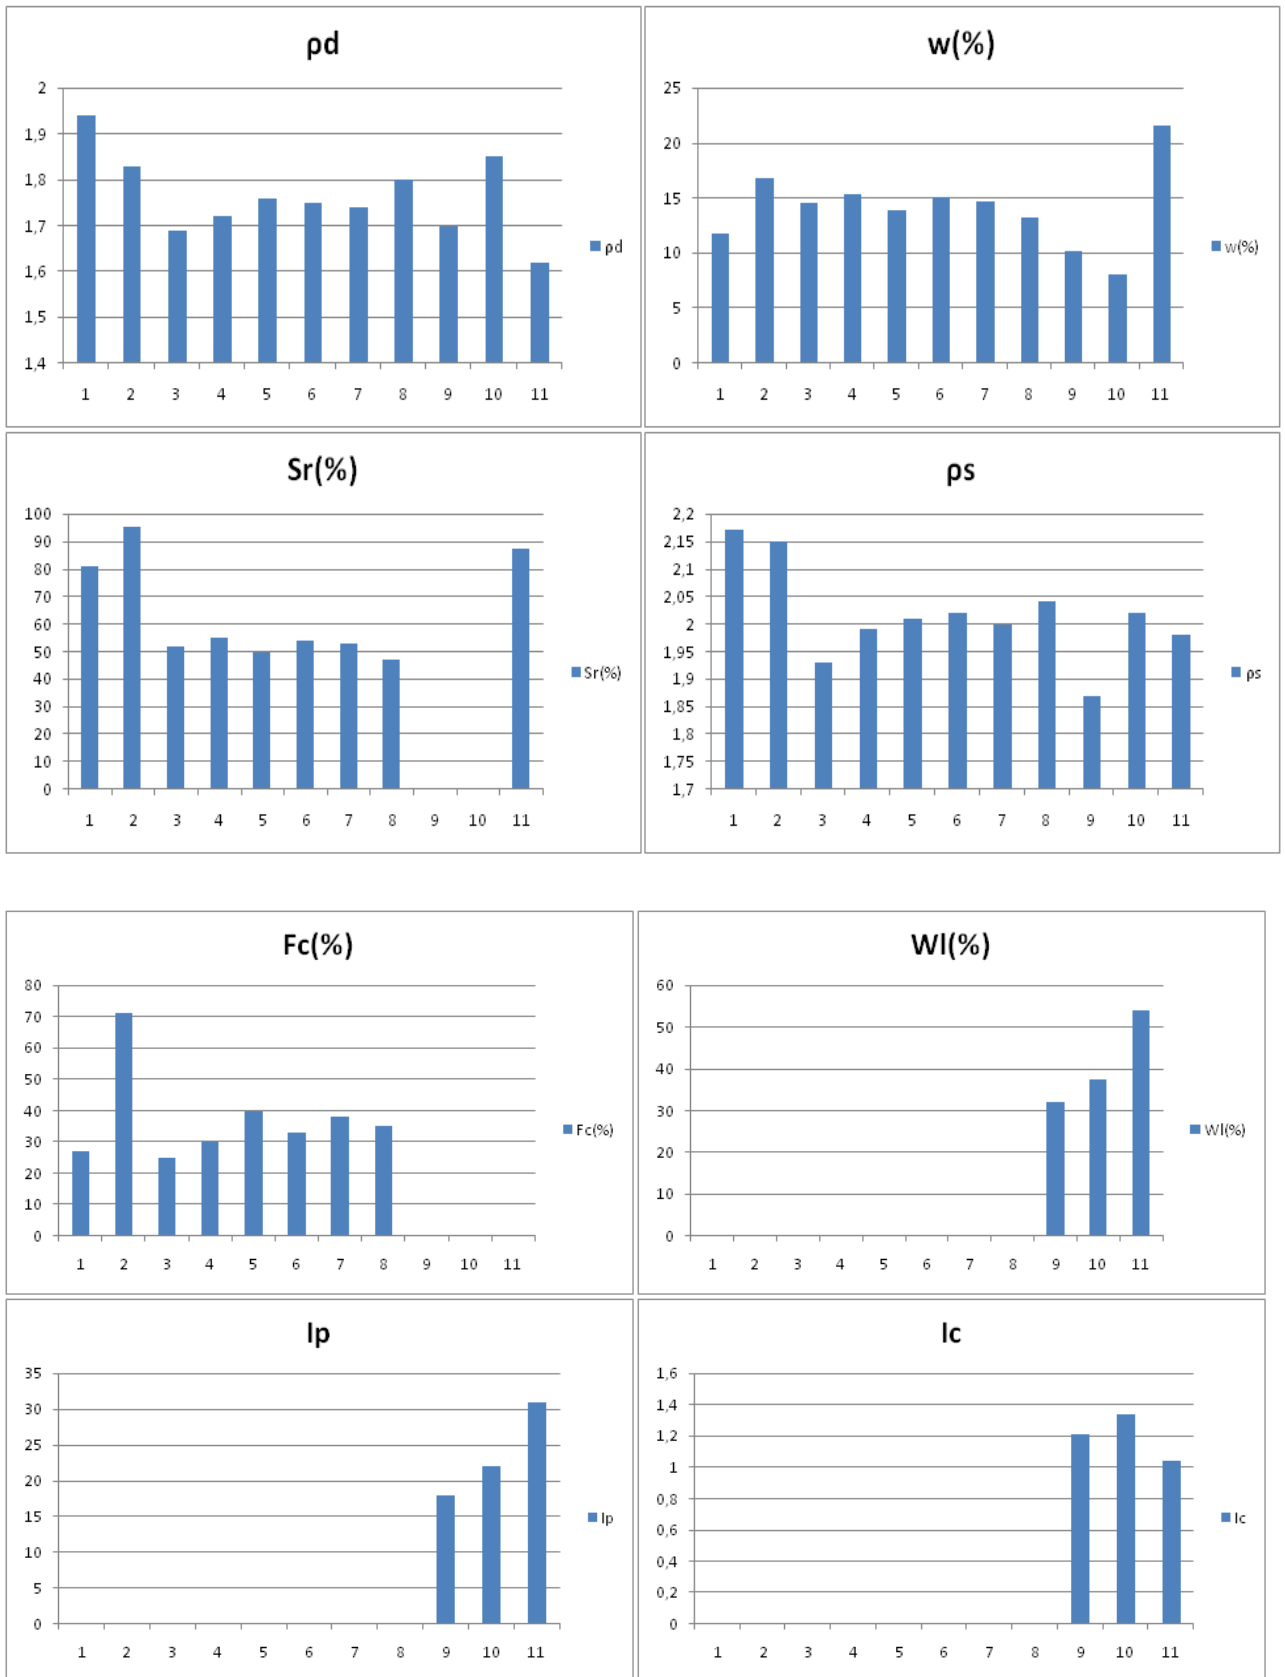 ρd
2
1,9
1,8
1,7
1,6
1,5
1,4
1 2 3 4 5 6 7 8 9 10 11
ρd
w(%)
25
20
15
10
5
0
1 2 3 4 5 6 7 8 9 10 11
w(%)
Sr(%)
100
90
80
70
60
50
40
30
20
10
0
1 2 3 4 5 6 7 8 9 10 11
Sr(%)
ρs
2,2
2,15
2,1
2,05
2
1,95
1,9
1,85
1,8
1,75
1,7
1 2 3 4 5 6 7 8 9 10 11
ρs
Fc(%)
80
70
60
50
40
30
20
10
0
1 2 3 4 5 6 7 8 9 10 11
Fc(%)
Wl(%)
60
50
40
30
20
10
0
1 2 3 4 5 6 7 8 9 10 11
Wl(%)
Ip
35
30
25
20
15
10
5
0
1 2 3 4 5 6 7 8 9 10 11
Ip
Ic
1,6
1,4
1,2
1
0,8
0,6
0,4
0,2
0
1 2 3 4 5 6 7 8 9 10 11
Ic